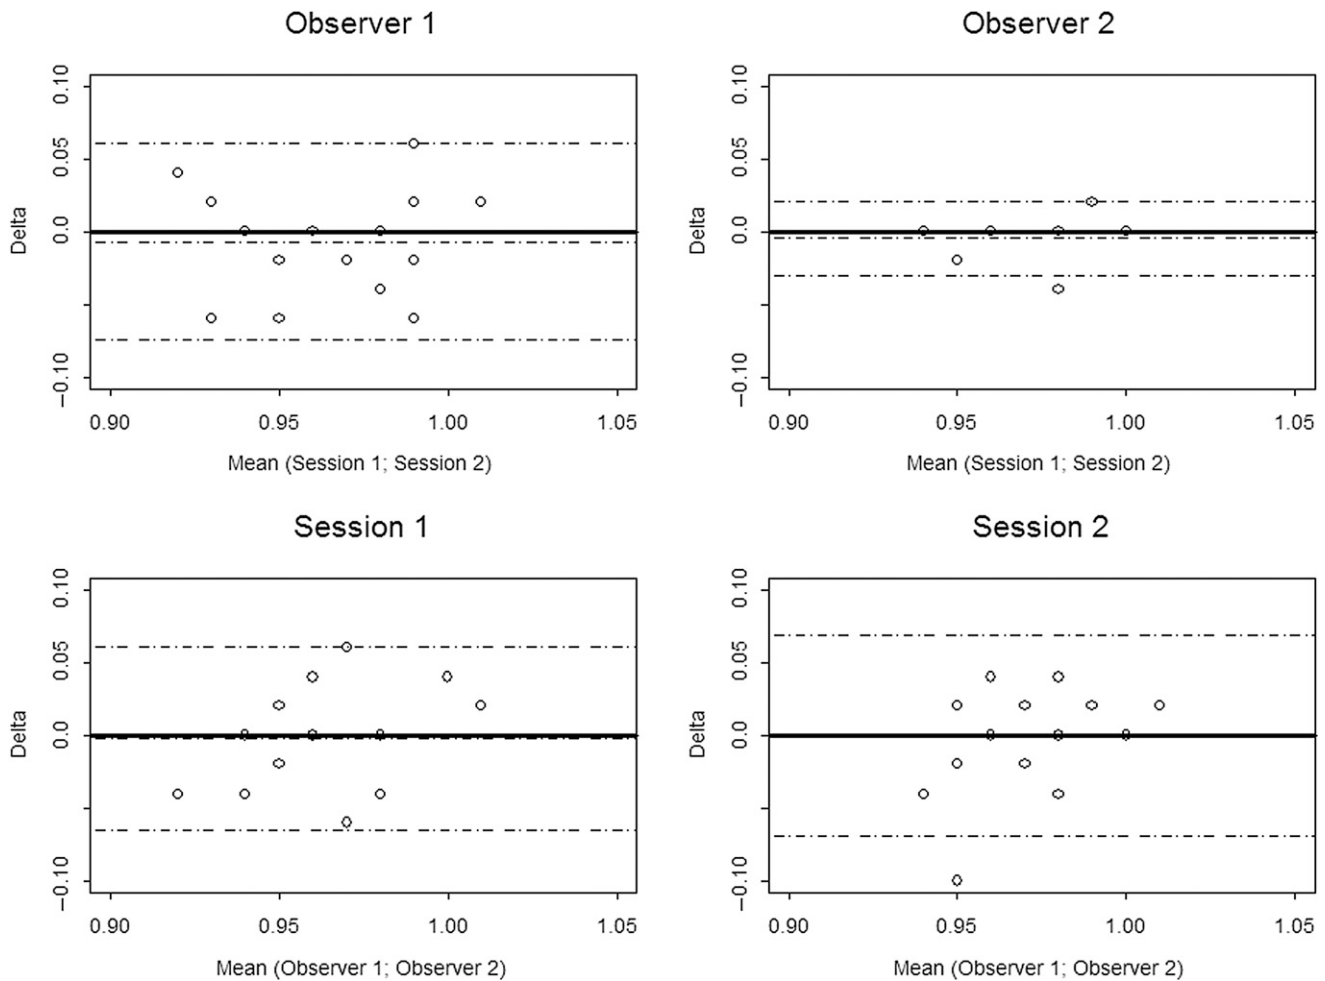 Observer 1
Observer 2
0.10
0.05
0.0
−0.10
Delta
0.90 0.95 1.00 1.05
Mean (Session 1; Session 2)
0.10
0.05
0.0
−0.10
Delta
0.90 0.95 1.00 1.05
Mean (Session 1; Session 2)
Session 1
Session 2
0.10
0.05
0.0
−0.10
Delta
0.90 0.95 1.00 1.05
Mean (Observer 1; Observer 2)
0.10
0.05
0.0
−0.10
Delta
0.90 0.95 1.00 1.05
Mean (Observer 1; Observer 2)